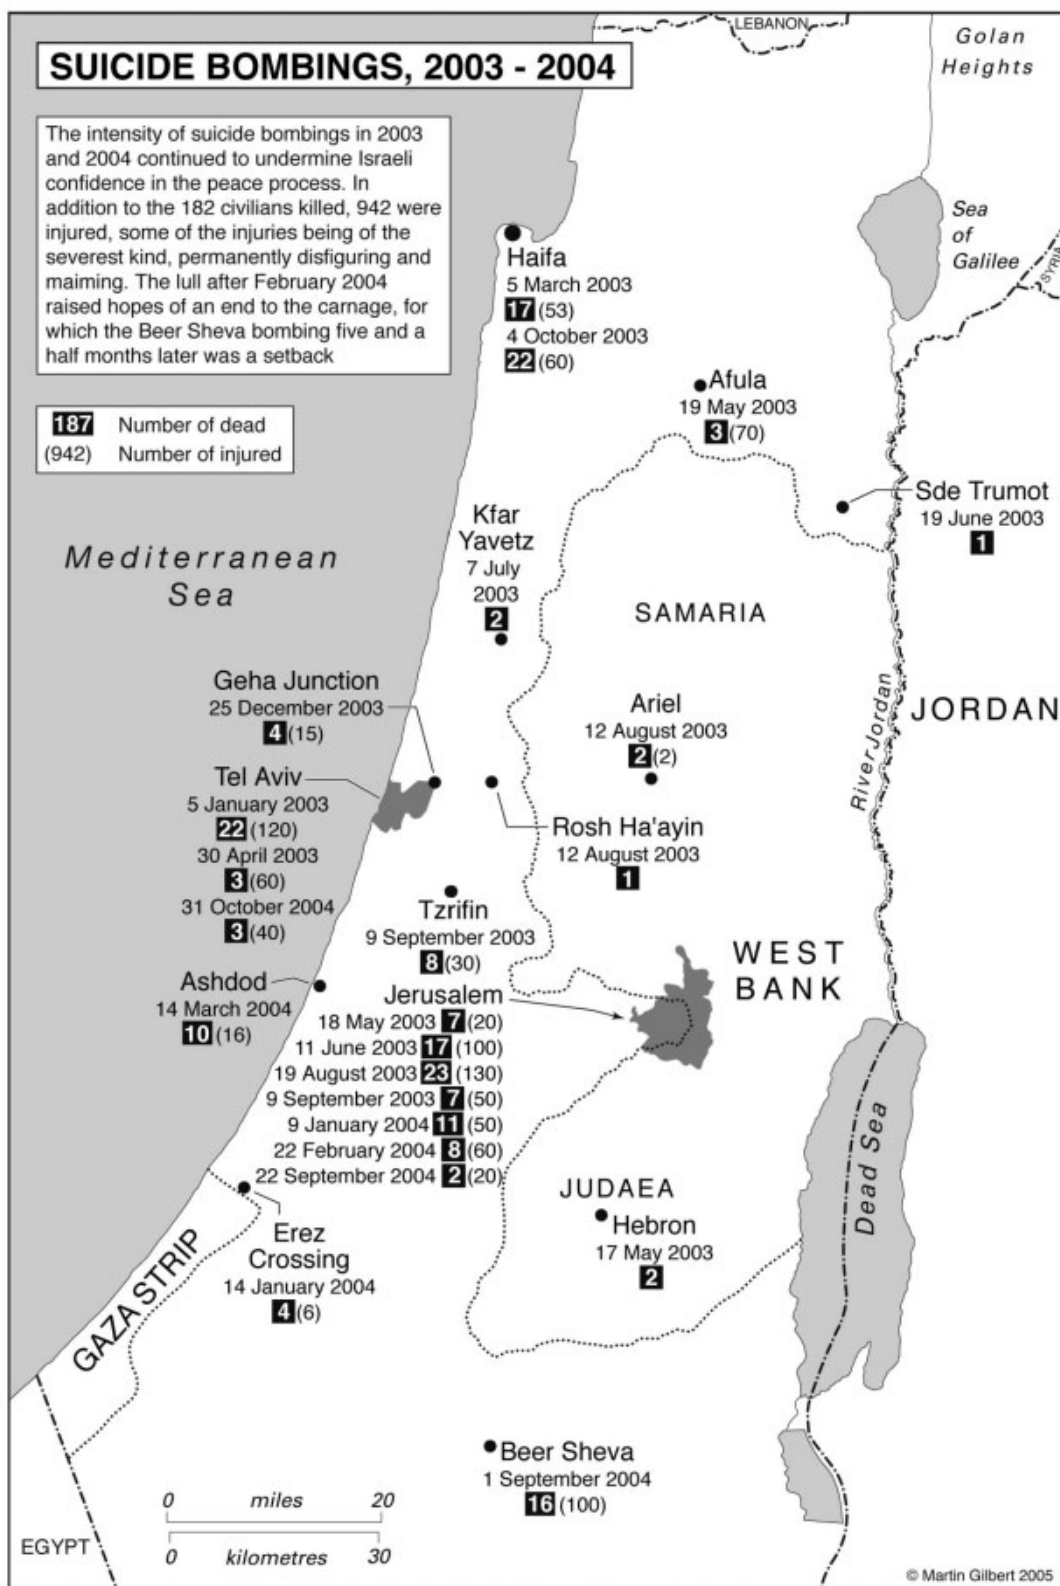 SUICIDE BOMBINGS, 2003 - 2004
The intensity of suicide bombings in 2003
and 2004 continued to undermine Israeli
confidence in the peace process. In
addition to the 182 civilians killed, 942 were
injured, some of the injuries being of the
severest kind, permanently disfiguring and
maiming. The lull after February 2004
raised hopes of an end to the carnage, for
which the Beer Sheva bombing five and a
half months later was a setback
187 Number of dead
(942) Number of injured
LEBANON
Golan
Heights
Sea
of
Galilee
SYRIA
Haifa
5 March 2003
17 (53)
4 October 2003
22 (60)
Afula
19 May 2003
3 (70)
Sde Trumot
19 June 2003
1
Mediterranean
Sea
Kfar
Yavetz
7 July
2003
2
SAMARIA
Geha Junction
25 December 2003
4 (15)
Ariel
12 August 2003
2 (2)
River Jordan
JORDAN
Tel Aviv
5 January 2003
22 (120)
30 April 2003
3 (60)
31 October 2004
3 (40)
Rosh Ha'ayin
12 August 2003
1
Tzrifin
9 September 2003
8 (30)
WEST
BANK
Ashdod
14 March 2004
10 (16)
Jerusalem
18 May 2003 7 (20)
11 June 2003 17 (100)
19 August 2003 23 (130)
9 September 2003 7 (50)
9 January 2004 11 (50)
22 February 2004 8 (60)
22 September 2004 2 (20)
Dead Sea
JUDAEA
Hebron
17 May 2003
2
Erez
Crossing
14 January 2004
4 (6)
GAZA STRIP
Beer Sheva
1 September 2004
16 (100)
0 miles 20
0 kilometres 30
EGYPT
© Martin Gilbert 2005